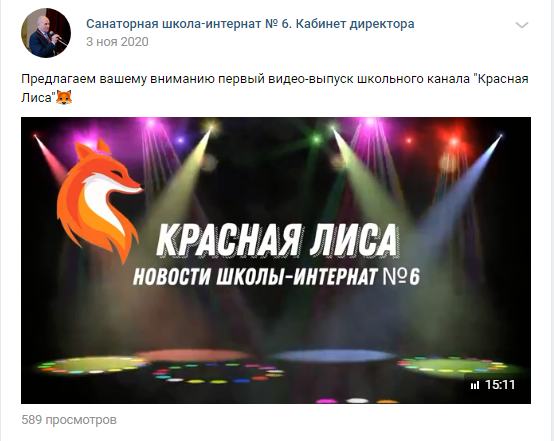 Санаторная школа-интернат № 6. Кабинет директора
3 ноя 2020
Предлагаем вашему вниманию первый видео-выпуск школьного канала "Красная
Лиса"🦊
КРАСНАЯ ЛИСА
НОВОСТИ ШКОЛЫ-ИНТЕРНАТ №6
15:11
589 просмотров